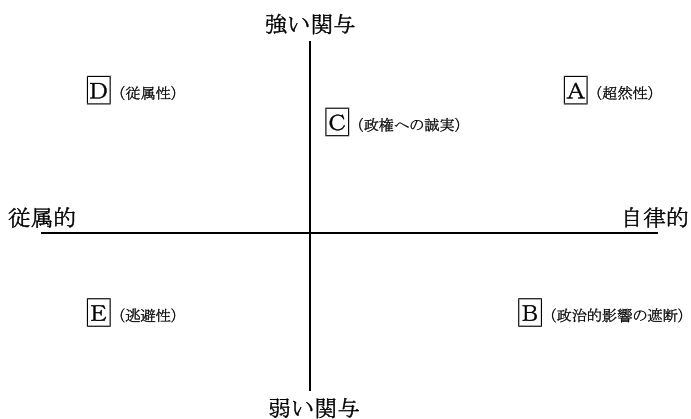 強い関与
D （従属性）
A （超然性）
C （政権への誠実）
従属的
自律的
E （逃避性）
B （政治的影響の遮断）
弱い関与